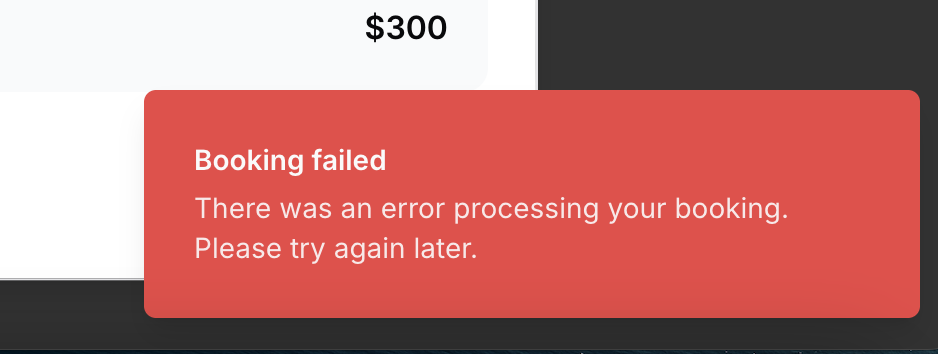 $300
Booking failed
There was an error processing your booking.
Please try again later.